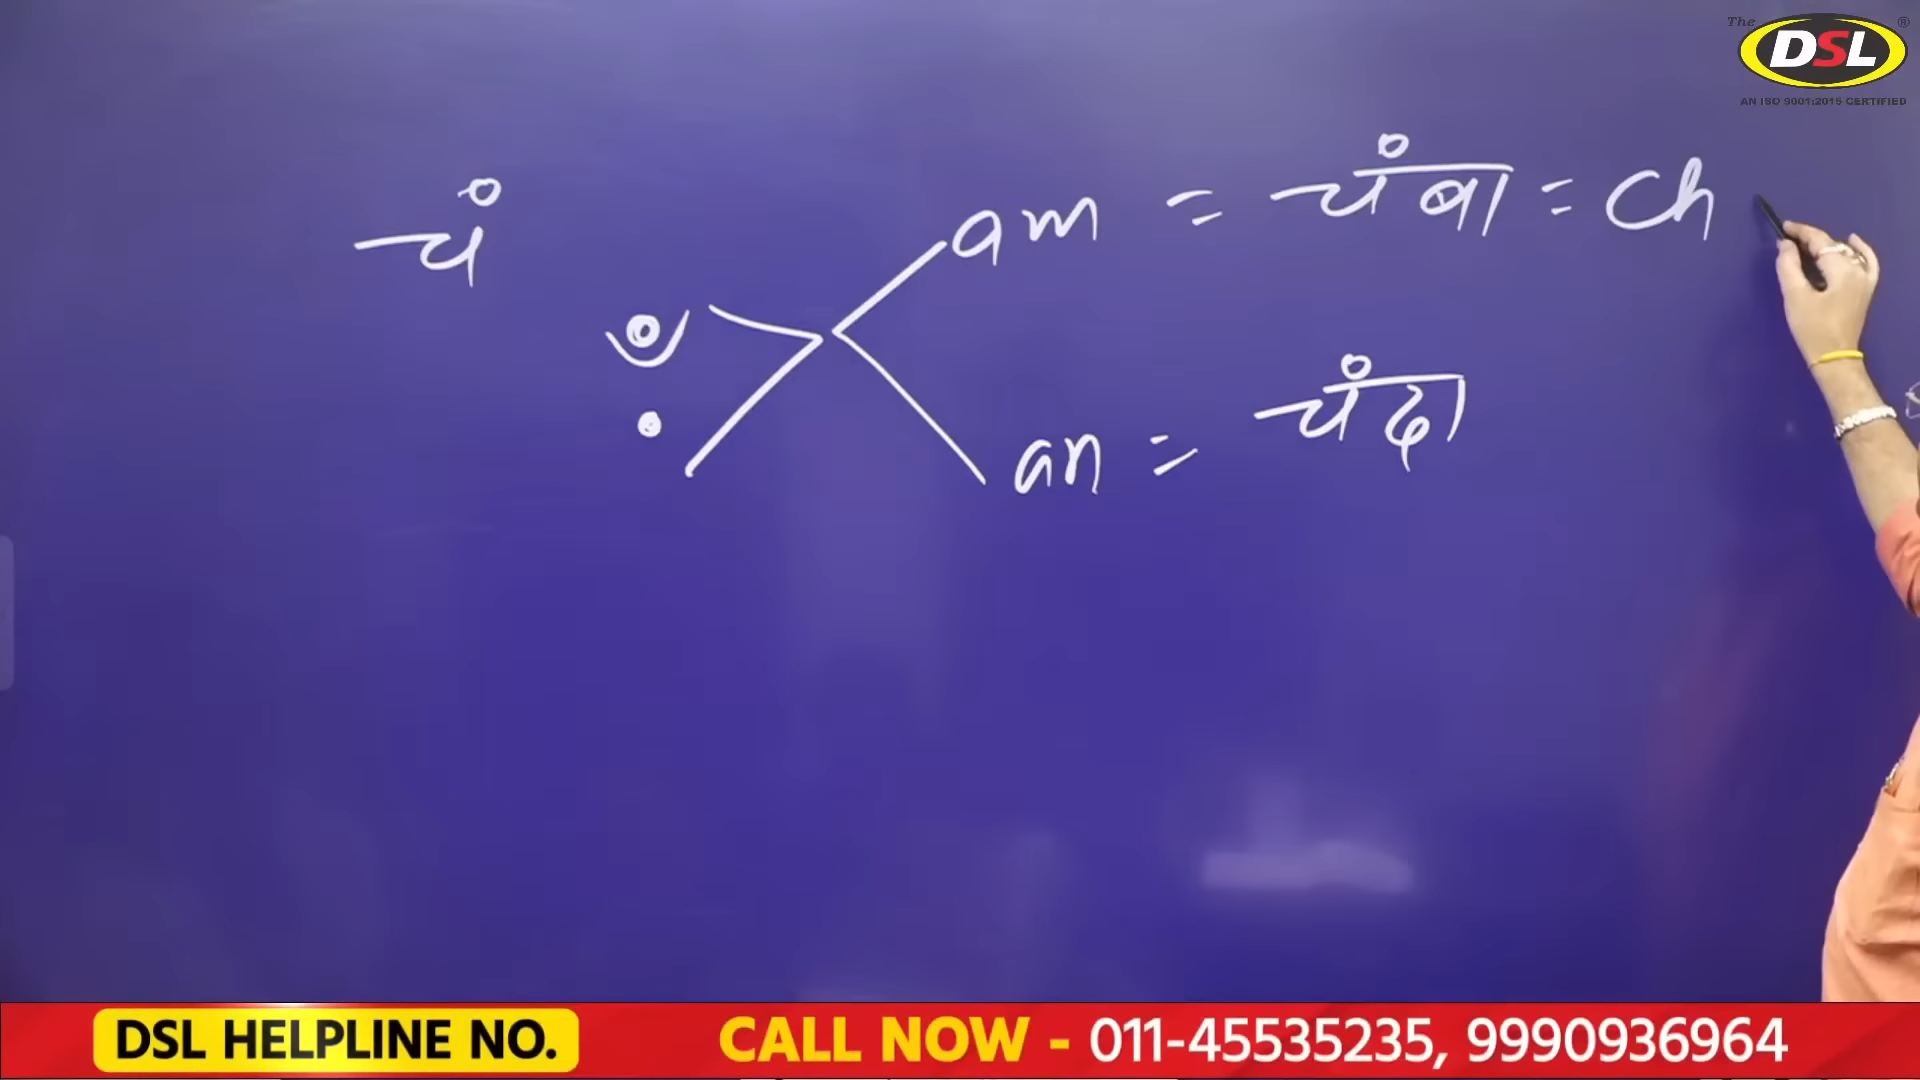 The DSL ®
AN ISO 9001:2015 CERTIFIED
चं
am = चंबा = Ch
ँ
ं
an = चंदा
DSL HELPLINE NO. CALL NOW - 011-45535235, 9990936964